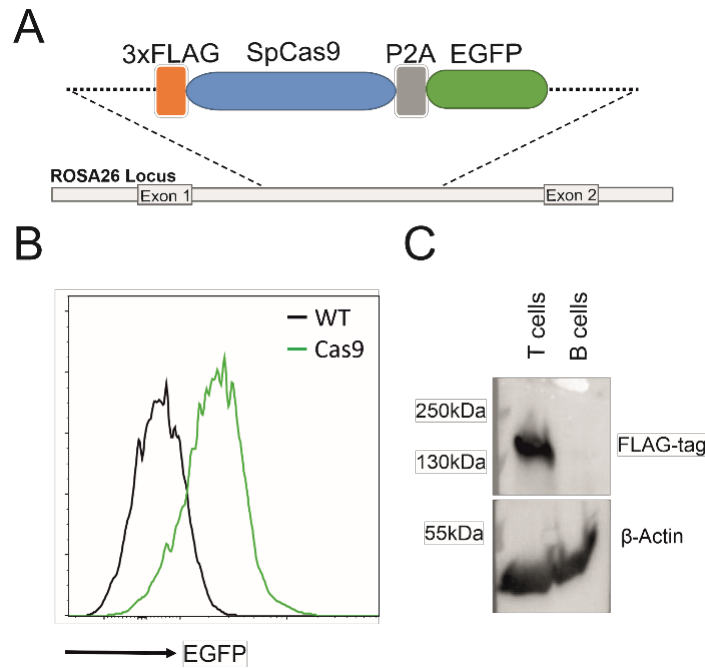 A
3xFLAG SpCas9 P2A EGFP
ROSA26 Locus
Exon 1 Exon 2
B
WT
Cas9
EGFP
C
T cells
B cells
250kDa
130kDa
FLAG-tag
55kDa
β-Actin